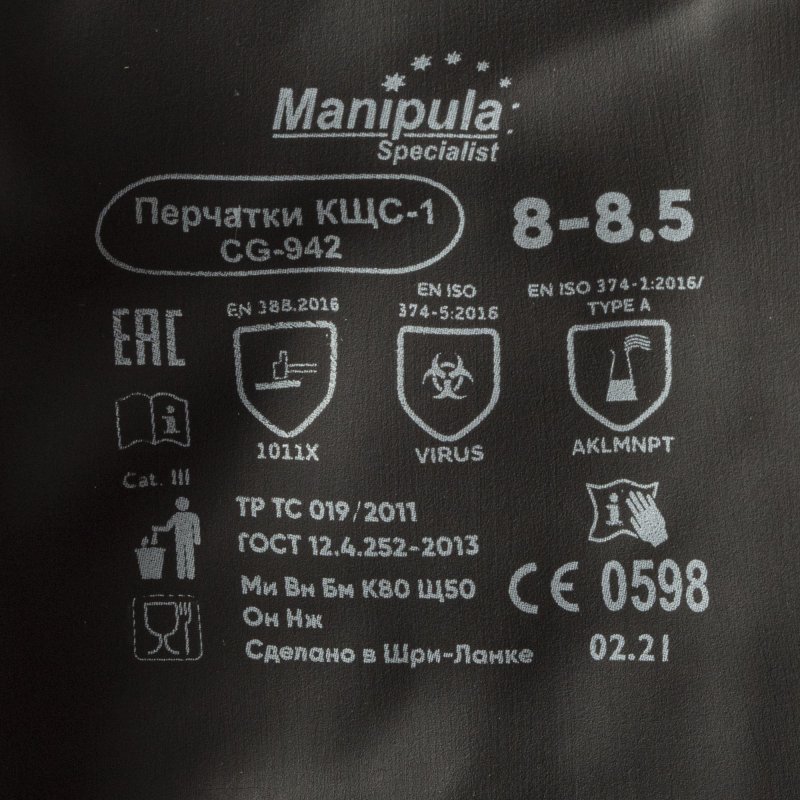 Manipula
Specialist
Перчатки КЩС-1
CG-942
8-8.5
EAC
EN 388:2016
1011X
EN ISO
374-5:2016
VIRUS
EN ISO 374-1:2016/
TYPE A
AKLMNPT
i
Cat. III
i
ТР ТС 019/2011
ГОСТ 12.4.252-2013
Ми Вн Бм К80 Щ50
Он Нж
Сделано в Шри-Ланке
CE 0598
02.21